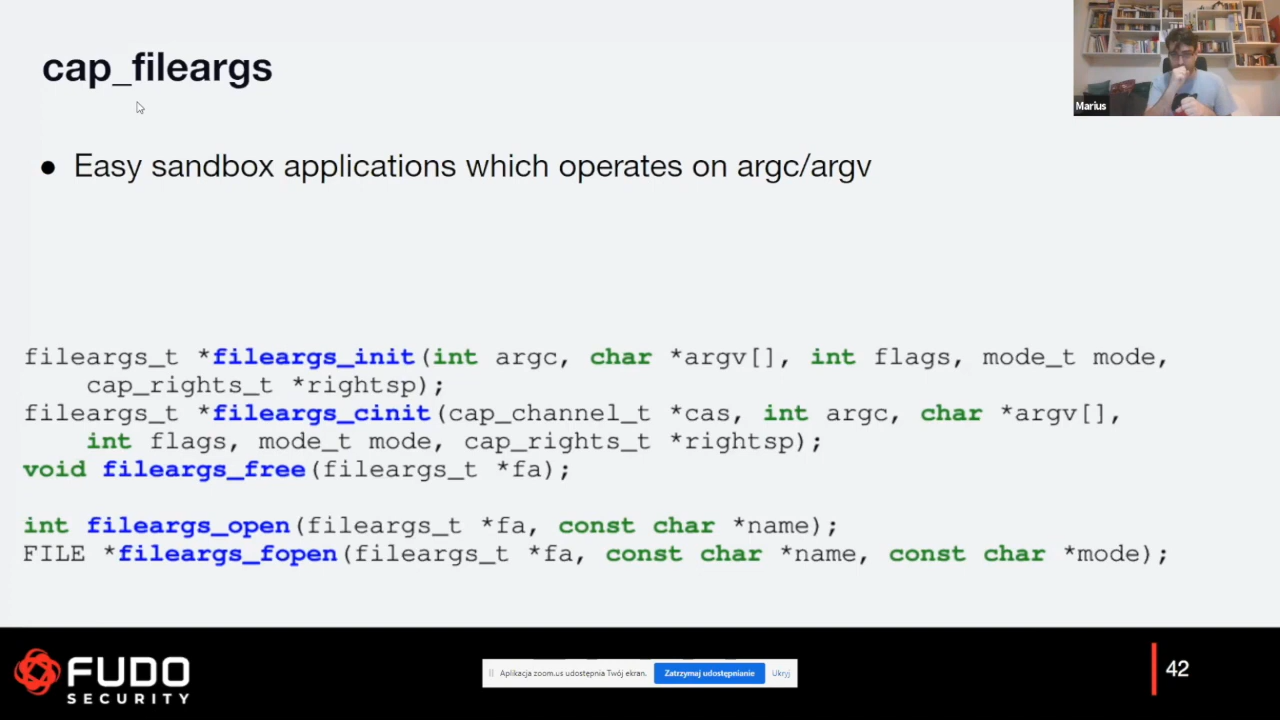 cap_fileargs
Marius
● Easy sandbox applications which operates on argc/argv
fileargs_t *fileargs_init(int argc, char *argv[], int flags, mode_t mode,
cap_rights_t *rightsp);
fileargs_t *fileargs_cinit(cap_channel_t *cas, int argc, char *argv[],
int flags, mode_t mode, cap_rights_t *rightsp);
void fileargs_free(fileargs_t *fa);
int fileargs_open(fileargs_t *fa, const char *name);
FILE *fileargs_fopen(fileargs_t *fa, const char *name, const char *mode);
FUDO
SECURITY
Aplikacja zoom.us udostępnia Twój ekran. Zatrzymaj udostępnianie Ukryj
42